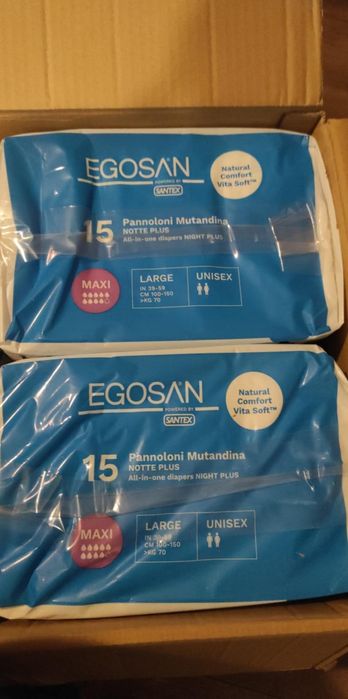 EGOSAN
POWERED BY
SANTEX
Natural
Comfort
Vita Soft™
15
Pannoloni Mutandina
NOTTE PLUS
All-in-one diapers NIGHT PLUS
MAXI
LARGE
IN 39-59
CM 100-150
>KG 70
UNISEX
EGOSAN
POWERED BY
SANTEX
Natural
Comfort
Vita Soft™
15
Pannoloni Mutandina
NOTTE PLUS
All-in-one diapers NIGHT PLUS
MAXI
LARGE
IN 39-59
CM 100-150
>KG 70
UNISEX